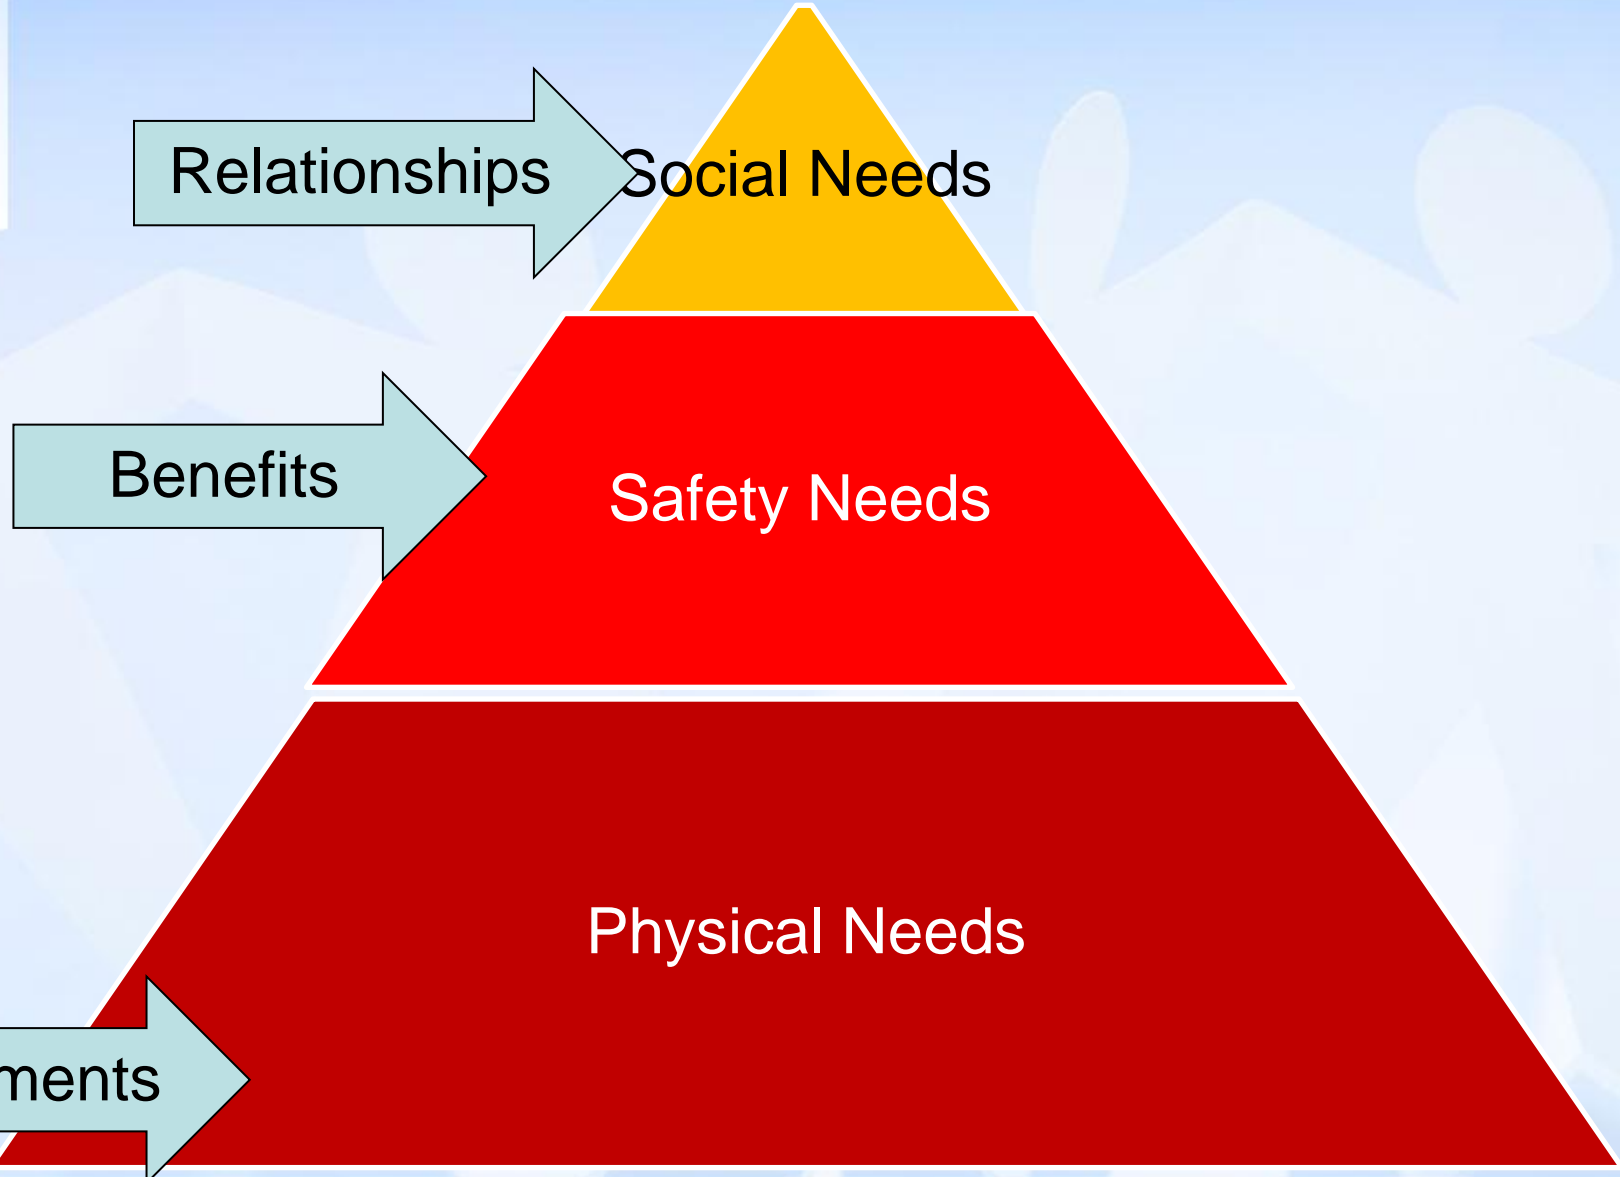 Relationships
Social Needs
Benefits
Safety Needs
Physical Needs
ments